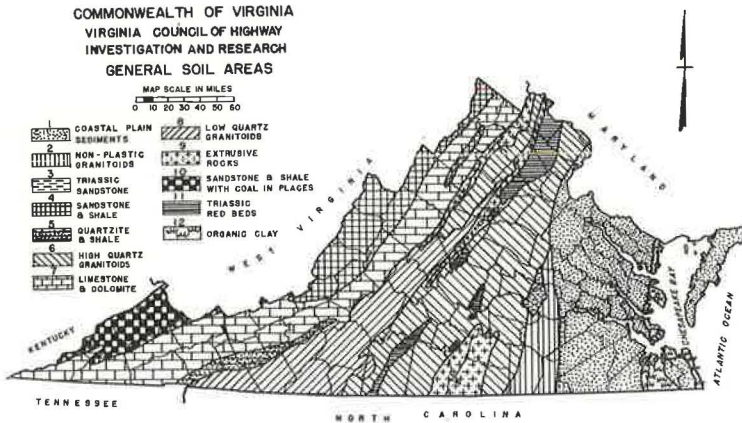 COMMONWEALTH OF VIRGINIA
VIRGINIA COUNCIL OF HIGHWAY
INVESTIGATION AND RESEARCH
GENERAL SOIL AREAS
MAP SCALE IN MILES
0 10 20 30 40 50 60
1 COASTAL PLAIN
SEDIMENTS
2 NON-PLASTIC
GRANITOIDS
3 TRIASSIC
SANDSTONE
4 SANDSTONE
& SHALE
5 QUARTZITE
& SHALE
6 HIGH QUARTZ
GRANITOIDS
7 LIMESTONE
& DOLOMITE
8 LOW QUARTZ
GRANITOIDS
9 EXTRUSIVE
ROCKS
10 SANDSTONE & SHALE
WITH COAL IN PLACES
11 TRIASSIC
RED BEDS
12 ORGANIC CLAY
WEST VIRGINIA
MARYLAND
KENTUCKY
CHESAPEAKE BAY
ATLANTIC OCEAN
TENNESSEE
NORTH CAROLINA